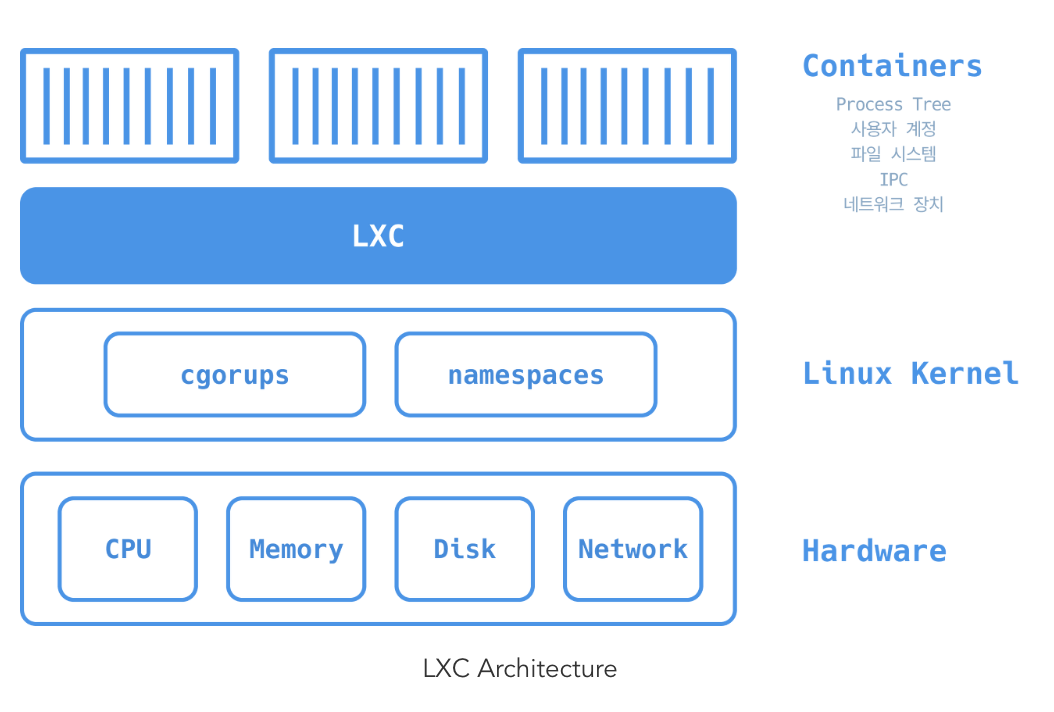 Containers
Process Tree
사용자 계정
파일 시스템
IPC
네트워크 장치
LXC
cgorups
namespaces
Linux Kernel
CPU
Memory
Disk
Network
Hardware
LXC Architecture